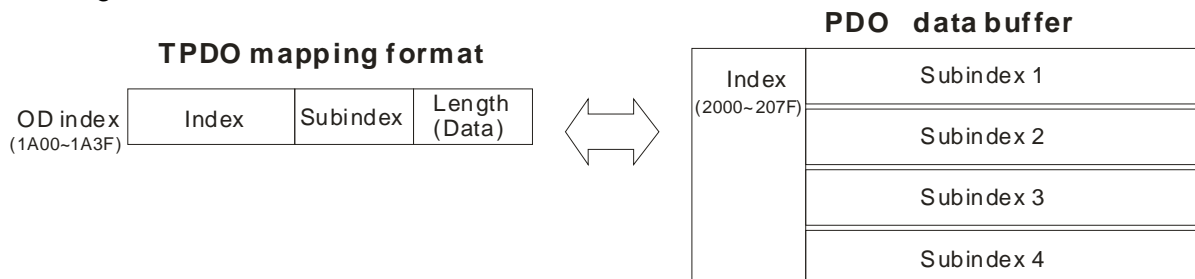 PDO data buffer
TPDO mapping format
OD index
(1A00~1A3F)
Index
Subindex
Length
(Data)
Index
(2000~207F)
Subindex 1
Subindex 2
Subindex 3
Subindex 4